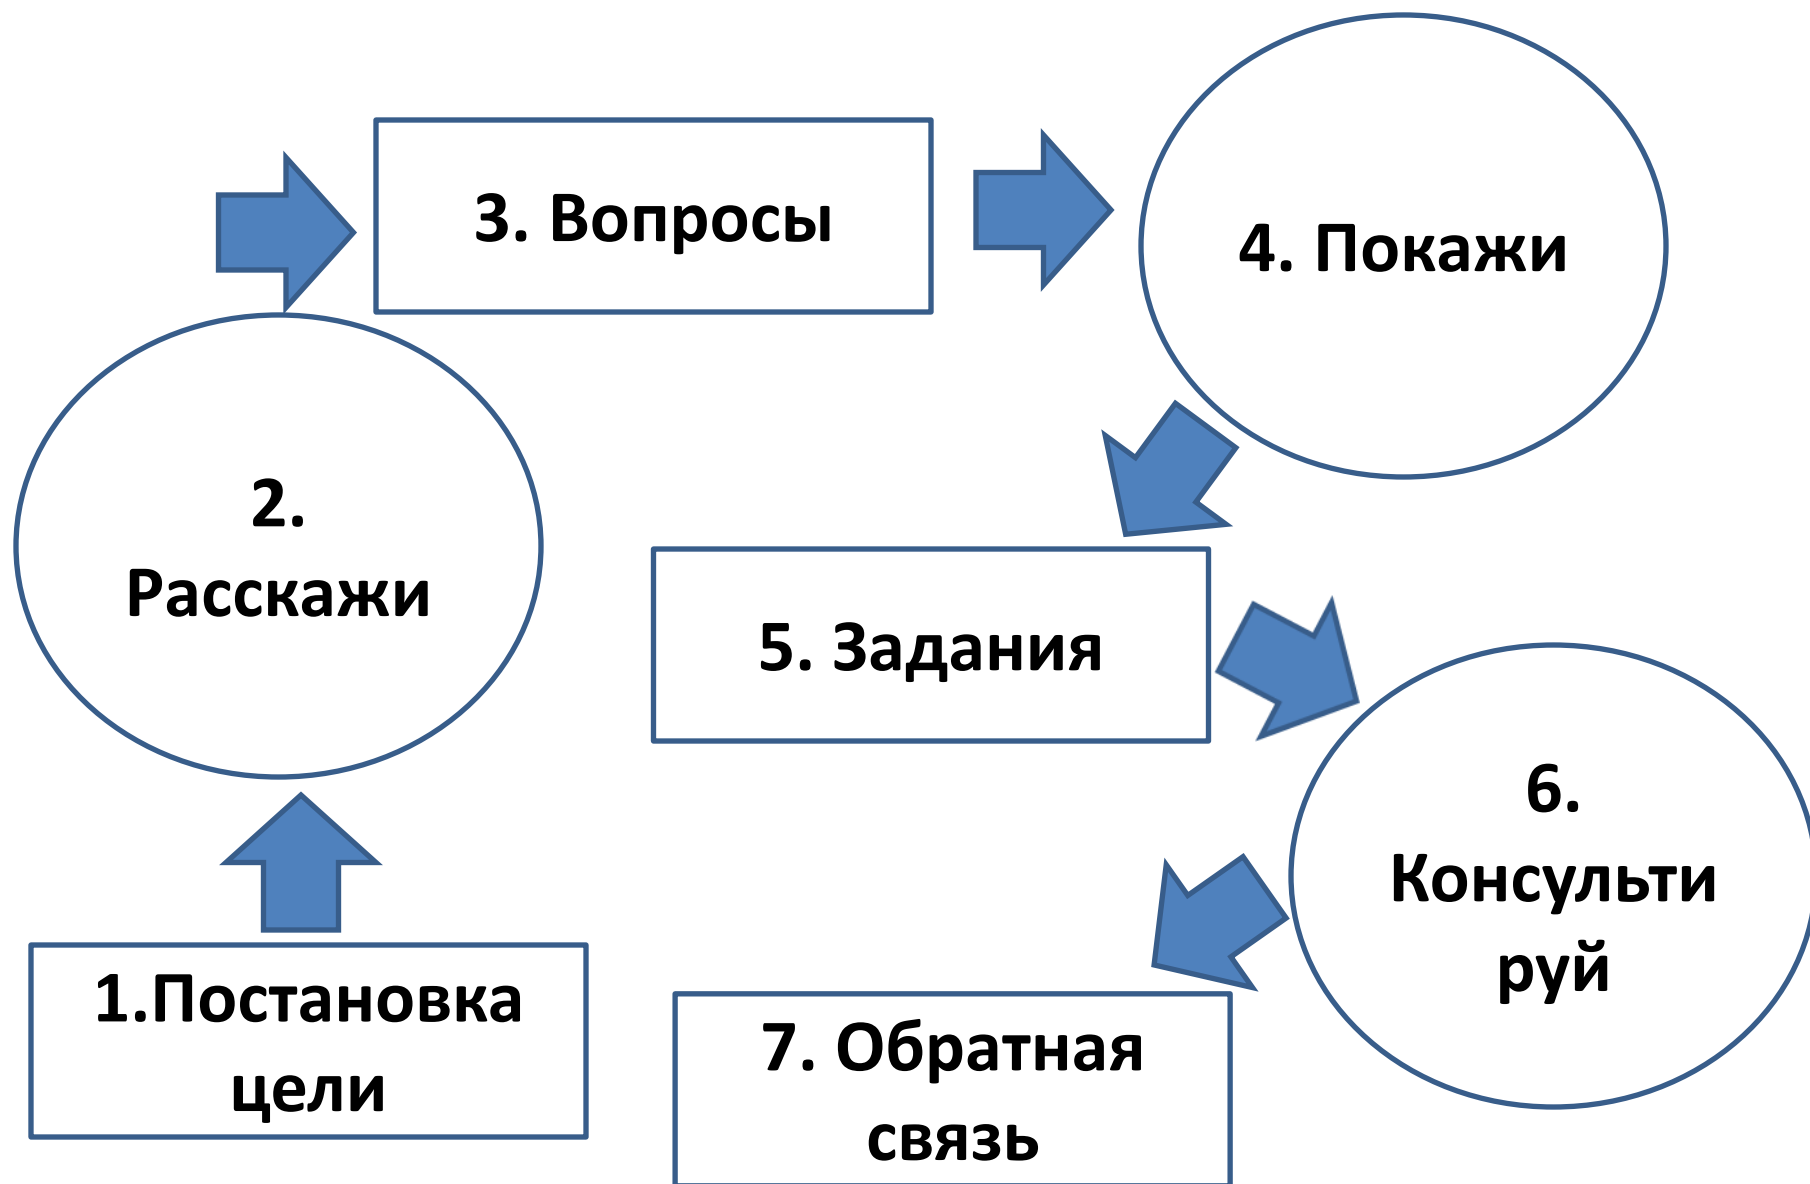 1.Постановка
цели
2.
Расскажи
3. Вопросы
4. Покажи
5. Задания
6.
Консульти
руй
7. Обратная
связь